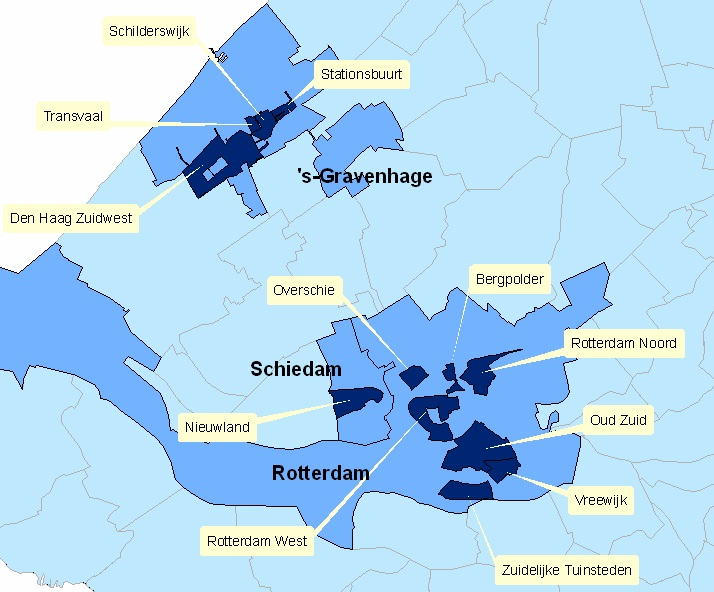 Schilderswijk
Stationsbuurt
Transvaal
's-Gravenhage
Den Haag Zuidwest
Bergpolder
Overschie
Rotterdam Noord
Schiedam
Oud Zuid
Nieuwland
Rotterdam
Vreewijk
Rotterdam West
Zuidelijke Tuinsteden